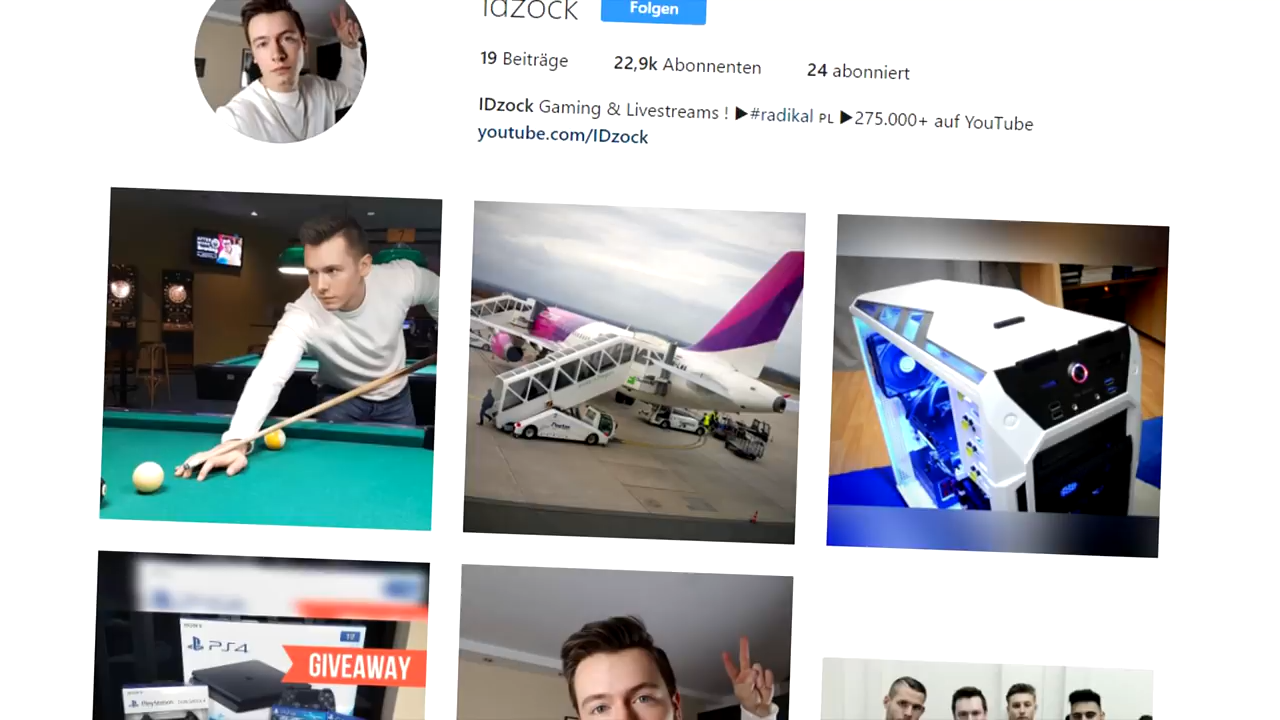 idzock
Folgen
19 Beiträge 22,9k Abonnenten 24 abonniert
IDzock Gaming & Livestreams ! ▶#radikal PL ▶275.000+ auf YouTube
youtube.com/IDzock
PS4
GIVEAWAY
PlayStation